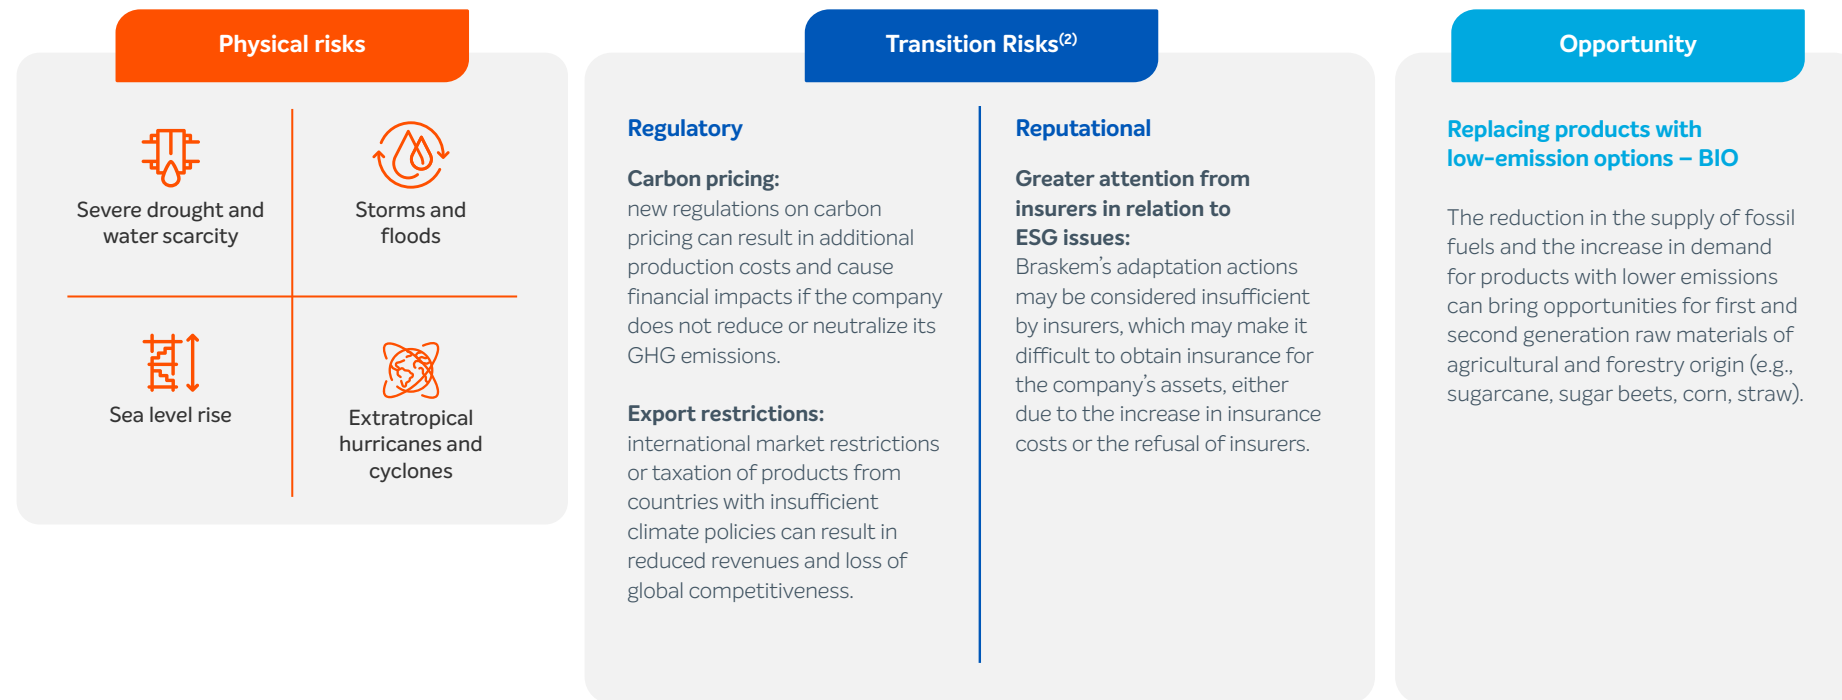 Physical risks
Severe drought and
water scarcity
Storms and
floods
Sea level rise
Extratropical
hurricanes and
cyclones
Transition Risks(2)
Regulatory
Carbon pricing:
new regulations on carbon
pricing can result in additional
production costs and cause
financial impacts if the company
does not reduce or neutralize its
GHG emissions.
Export restrictions:
international market restrictions
or taxation of products from
countries with insufficient
climate policies can result in
reduced revenues and loss of
global competitiveness.
Reputational
Greater attention from
insurers in relation to
ESG issues:
Braskem's adaptation actions
may be considered insufficient
by insurers, which may make it
difficult to obtain insurance for
the company's assets, either
due to the increase in insurance
costs or the refusal of insurers.
Opportunity
Replacing products with
low-emission options – BIO
The reduction in the supply of fossil
fuels and the increase in demand
for products with lower emissions
can bring opportunities for first and
second generation raw materials of
agricultural and forestry origin (e.g.,
sugarcane, sugar beets, corn, straw).